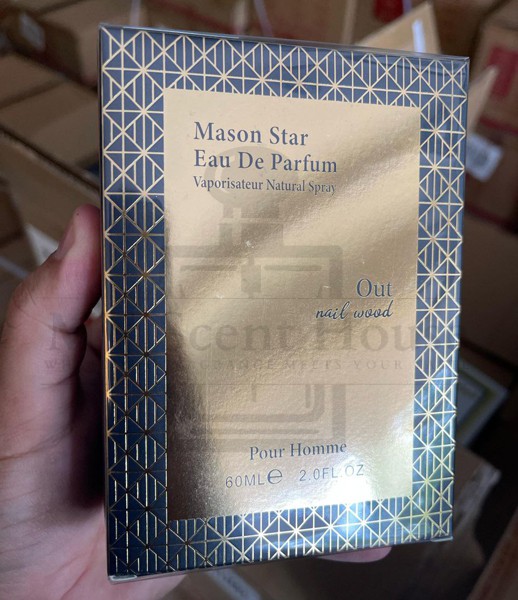 Mason Star
Eau De Parfum
Vaporisateur Natural Spray
Out
nail wood
Pour Homme
60ML℮ 2.0FL.OZ